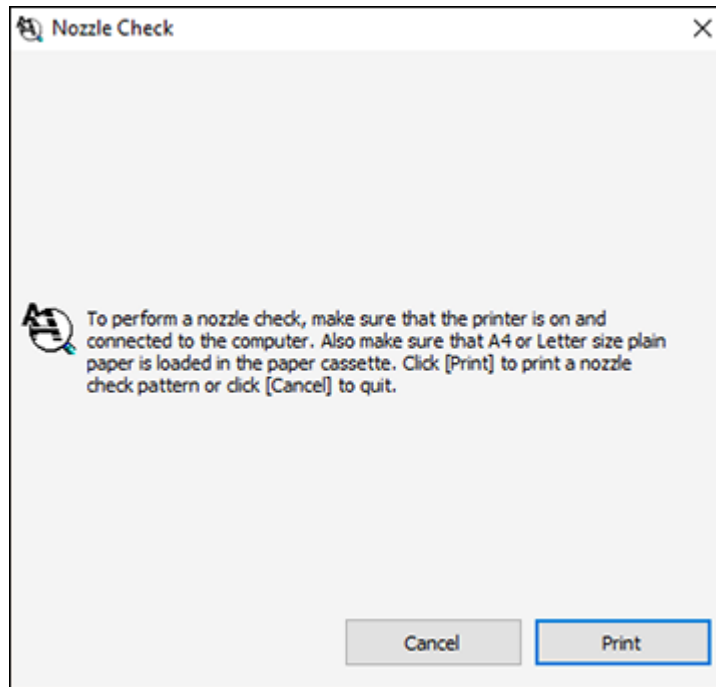 Nozzle Check
To perform a nozzle check, make sure that the printer is on and
connected to the computer. Also make sure that A4 or Letter size plain
paper is loaded in the paper cassette. Click [Print] to print a nozzle
check pattern or click [Cancel] to quit.
Cancel Print